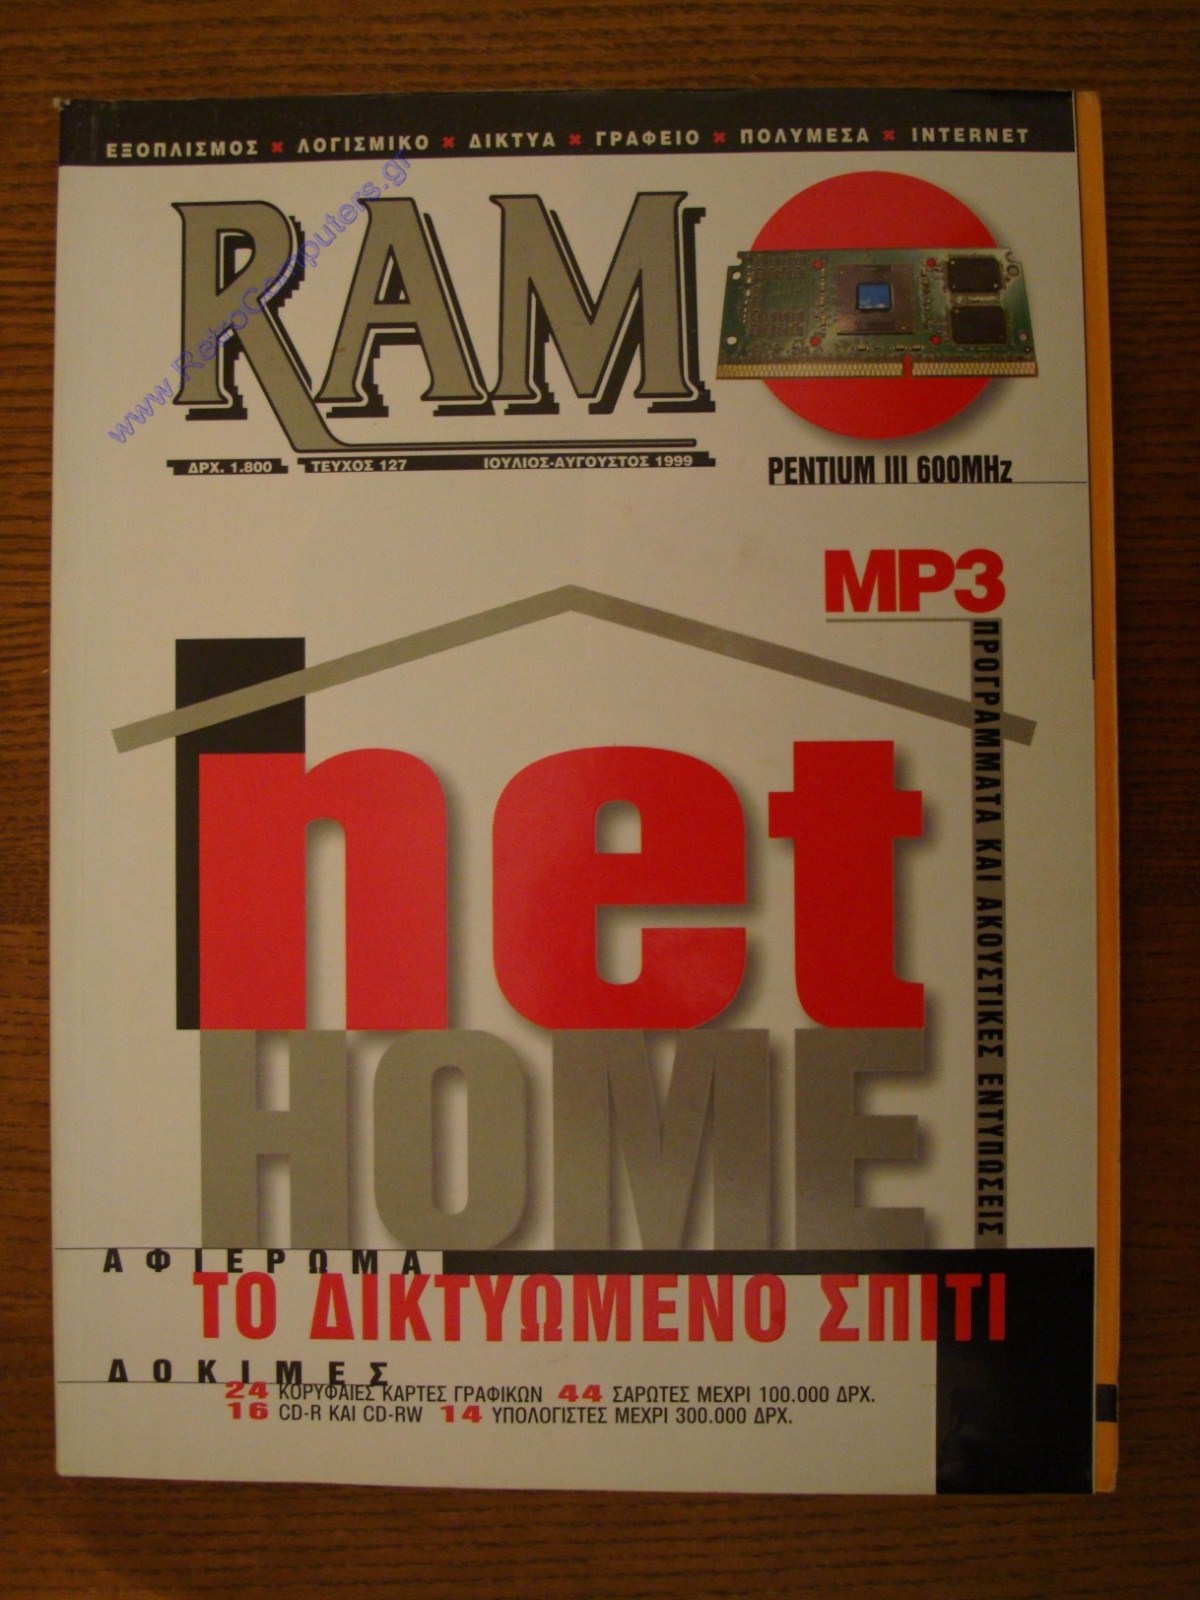 ΕΞΟΠΛΙΣΜΟΣ × ΛΟΓΙΣΜΙΚΟ × ΔΙΚΤΥΑ × ΓΡΑΦΕΙΟ × ΠΟΛΥΜΕΣΑ × INTERNET
RAM
www.RetroComputers.gr
ΔΡΧ. 1.800 ΤΕΥΧΟΣ 127 ΙΟΥΛΙΟΣ-ΑΥΓΟΥΣΤΟΣ 1999
PENTIUM III 600MHz
MP3
ΠΡΟΓΡΑΜΜΑΤΑ ΚΑΙ ΑΚΟΥΣΤΙΚΕΣ ΕΝΤΥΠΩΣΕΙΣ
net
HOME
ΑΦΙΕΡΩΜΑ
ΤΟ ΔΙΚΤΥΩΜΕΝΟ ΣΠΙΤΙ
ΔΟΚΙΜΕΣ
24 ΚΟΡΥΦΑΙΕΣ ΚΑΡΤΕΣ ΓΡΑΦΙΚΩΝ 44 ΣΑΡΩΤΕΣ ΜΕΧΡΙ 100.000 ΔΡΧ.
16 CD-R ΚΑΙ CD-RW 14 ΥΠΟΛΟΓΙΣΤΕΣ ΜΕΧΡΙ 300.000 ΔΡΧ.